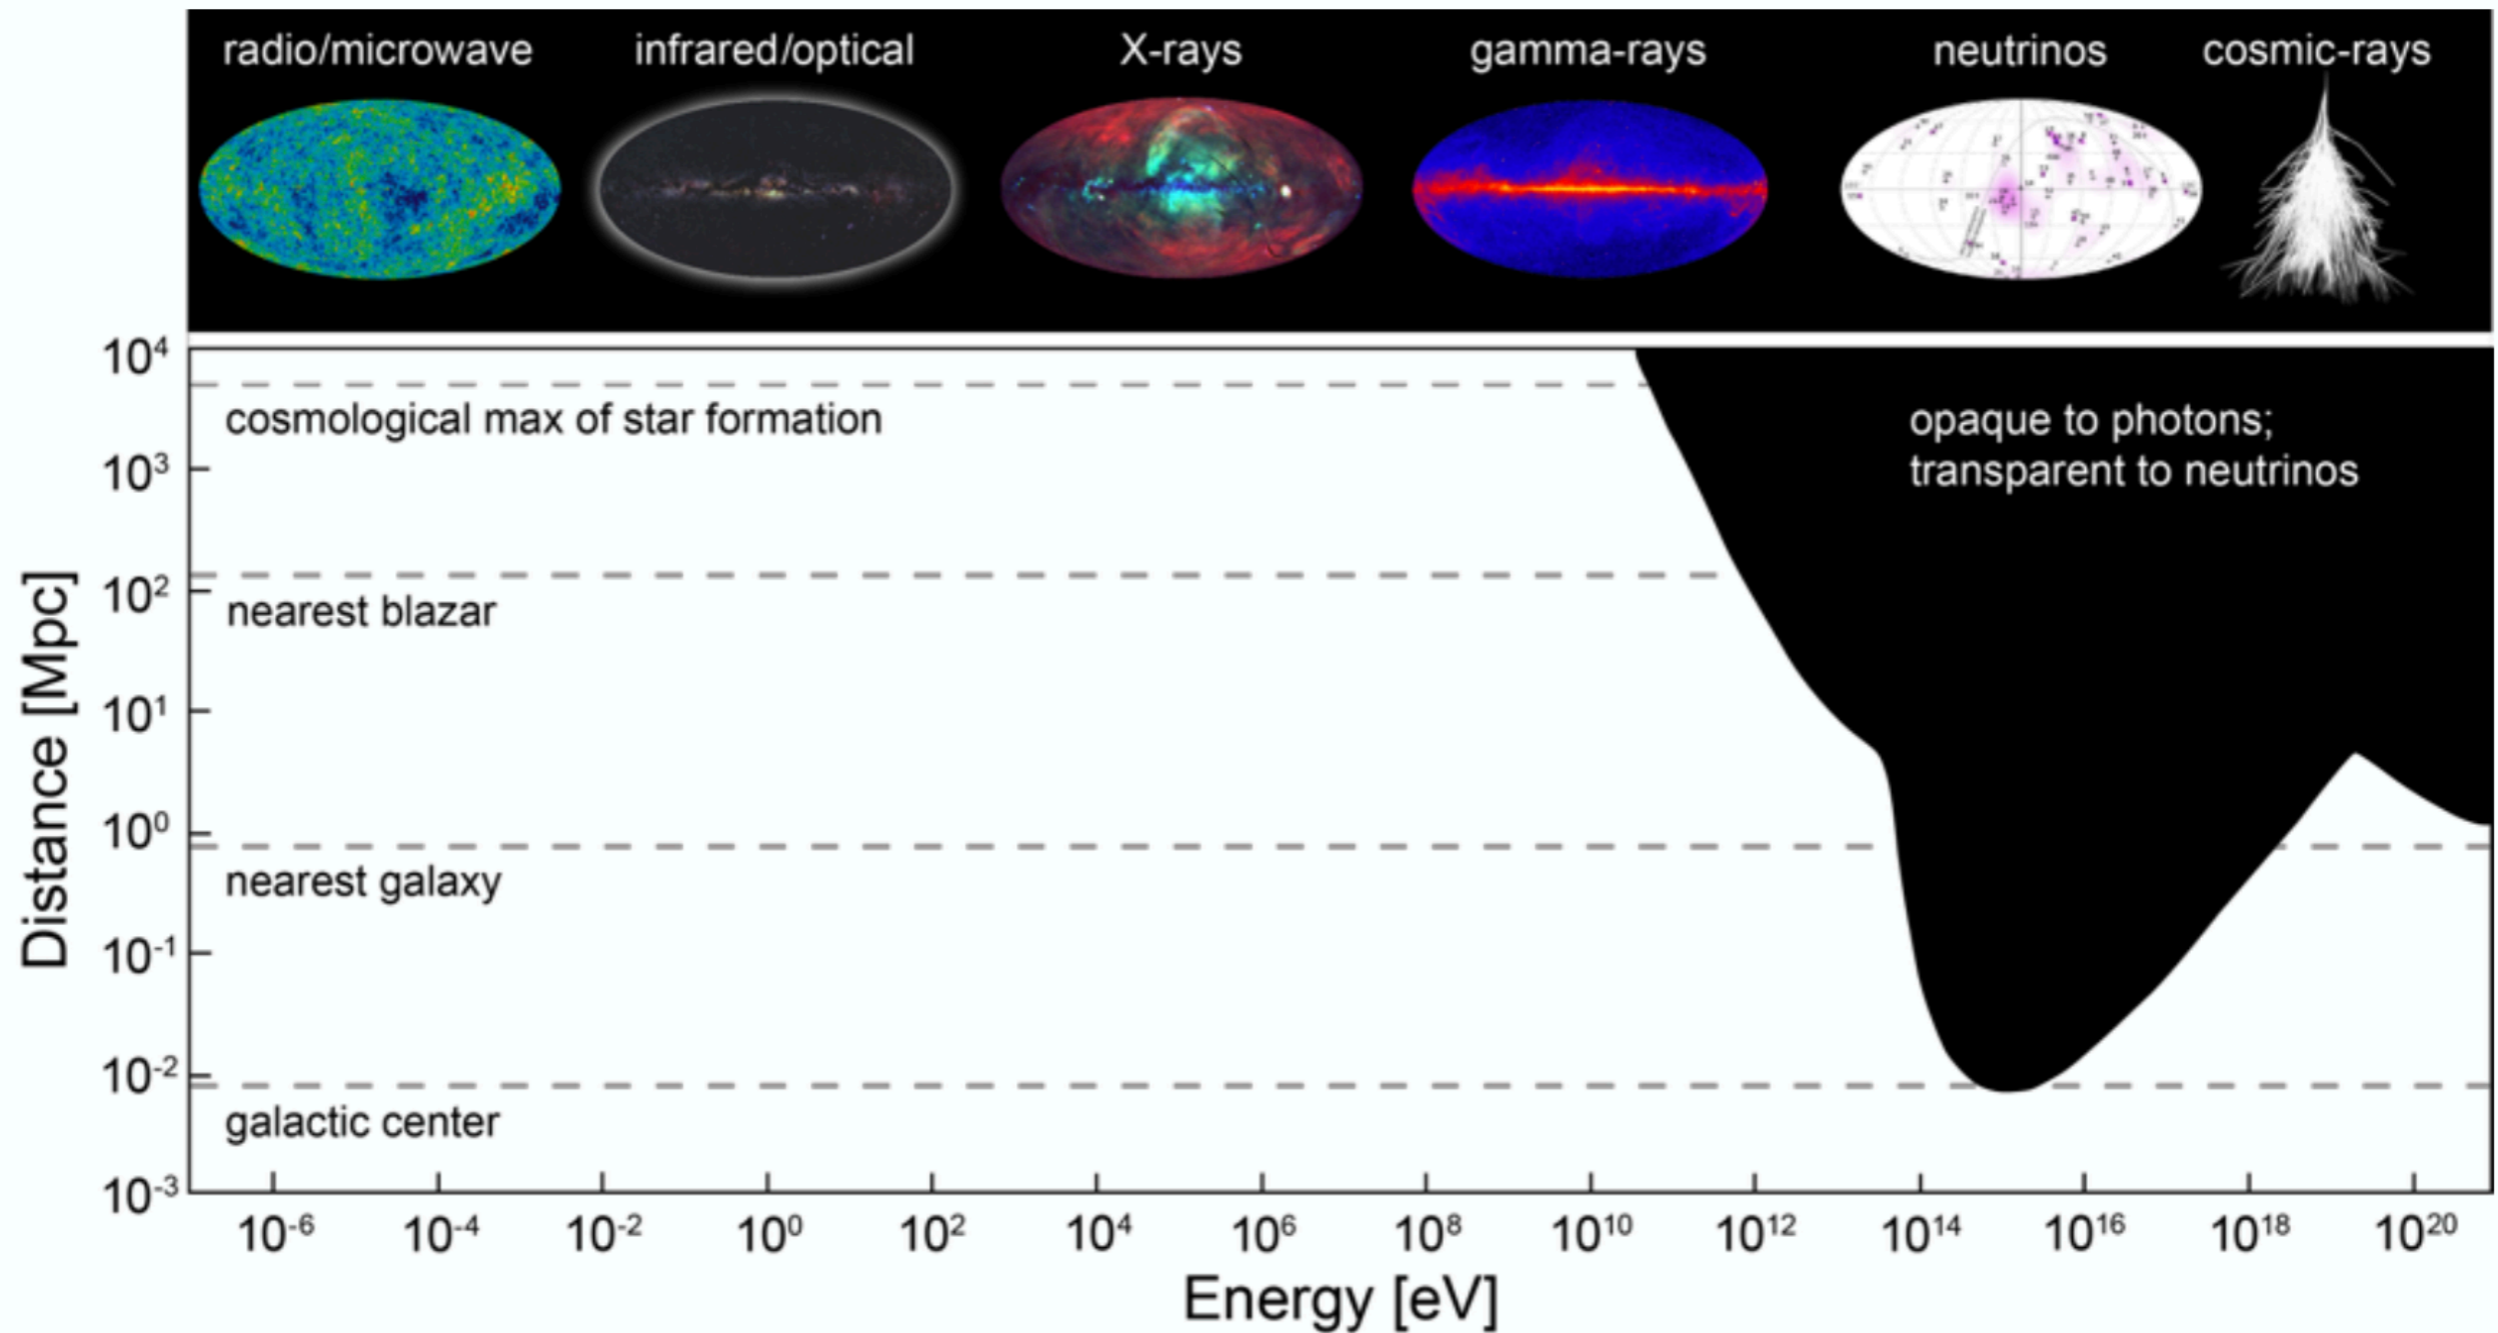 radio/microwave infrared/optical X-rays gamma-rays neutrinos cosmic-rays
10⁴
cosmological max of star formation
opaque to photons;
transparent to neutrinos
10³
10²
nearest blazar
10¹
10⁰
nearest galaxy
10⁻¹
10⁻²
galactic center
10⁻³
Distance [Mpc]
10⁻⁶ 10⁻⁴ 10⁻² 10⁰ 10² 10⁴ 10⁶ 10⁸ 10¹⁰ 10¹² 10¹⁴ 10¹⁶ 10¹⁸ 10²⁰
Energy [eV]